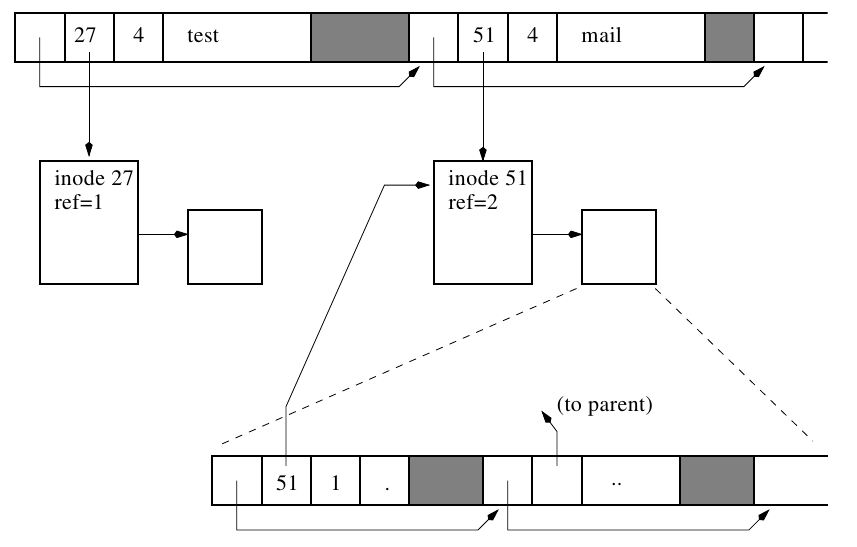 27 4 test 51 4 mail
inode 27
ref=1
inode 51
ref=2
(to parent)
51 1 . ..